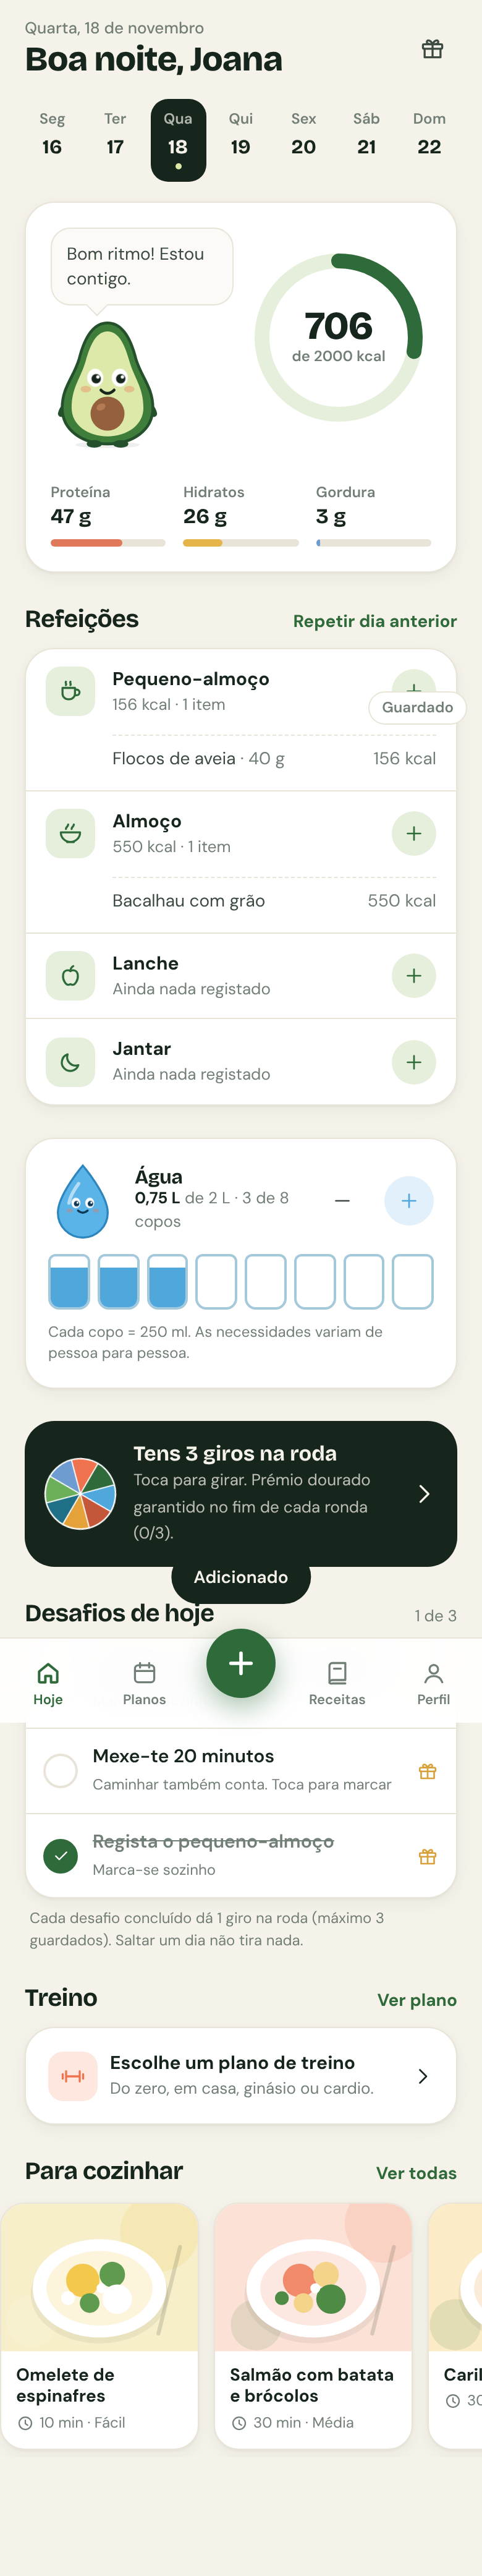 Quarta, 18 de novembro
Boa noite, Joana
Seg Ter Qua Qui Sex Sáb Dom
16 17 18 19 20 21 22
Bom ritmo! Estou
contigo.
706
de 2000 kcal
Proteína Hidratos Gordura
47 g 26 g 3 g
Refeições Repetir dia anterior
Pequeno-almoço
156 kcal · 1 item
Guardado
Flocos de aveia · 40 g 156 kcal
Almoço
550 kcal · 1 item
Bacalhau com grão 550 kcal
Lanche
Ainda nada registado
Jantar
Ainda nada registado
Água
0,75 L de 2 L · 3 de 8
copos
Cada copo = 250 ml. As necessidades variam de
pessoa para pessoa.
Tens 3 giros na roda
Toca para girar. Prémio dourado
garantido no fim de cada ronda
(0/3).
Adicionado
Desafios de hoje 1 de 3
Hoje Planos Receitas Perfil
Mexe-te 20 minutos
Caminhar também conta. Toca para marcar
Regista o pequeno-almoço
Marca-se sozinho
Cada desafio concluído dá 1 giro na roda (máximo 3
guardados). Saltar um dia não tira nada.
Treino Ver plano
Escolhe um plano de treino
Do zero, em casa, ginásio ou cardio.
Para cozinhar Ver todas
Omelete de
espinafres
10 min · Fácil
Salmão com batata
e brócolos
30 min · Média